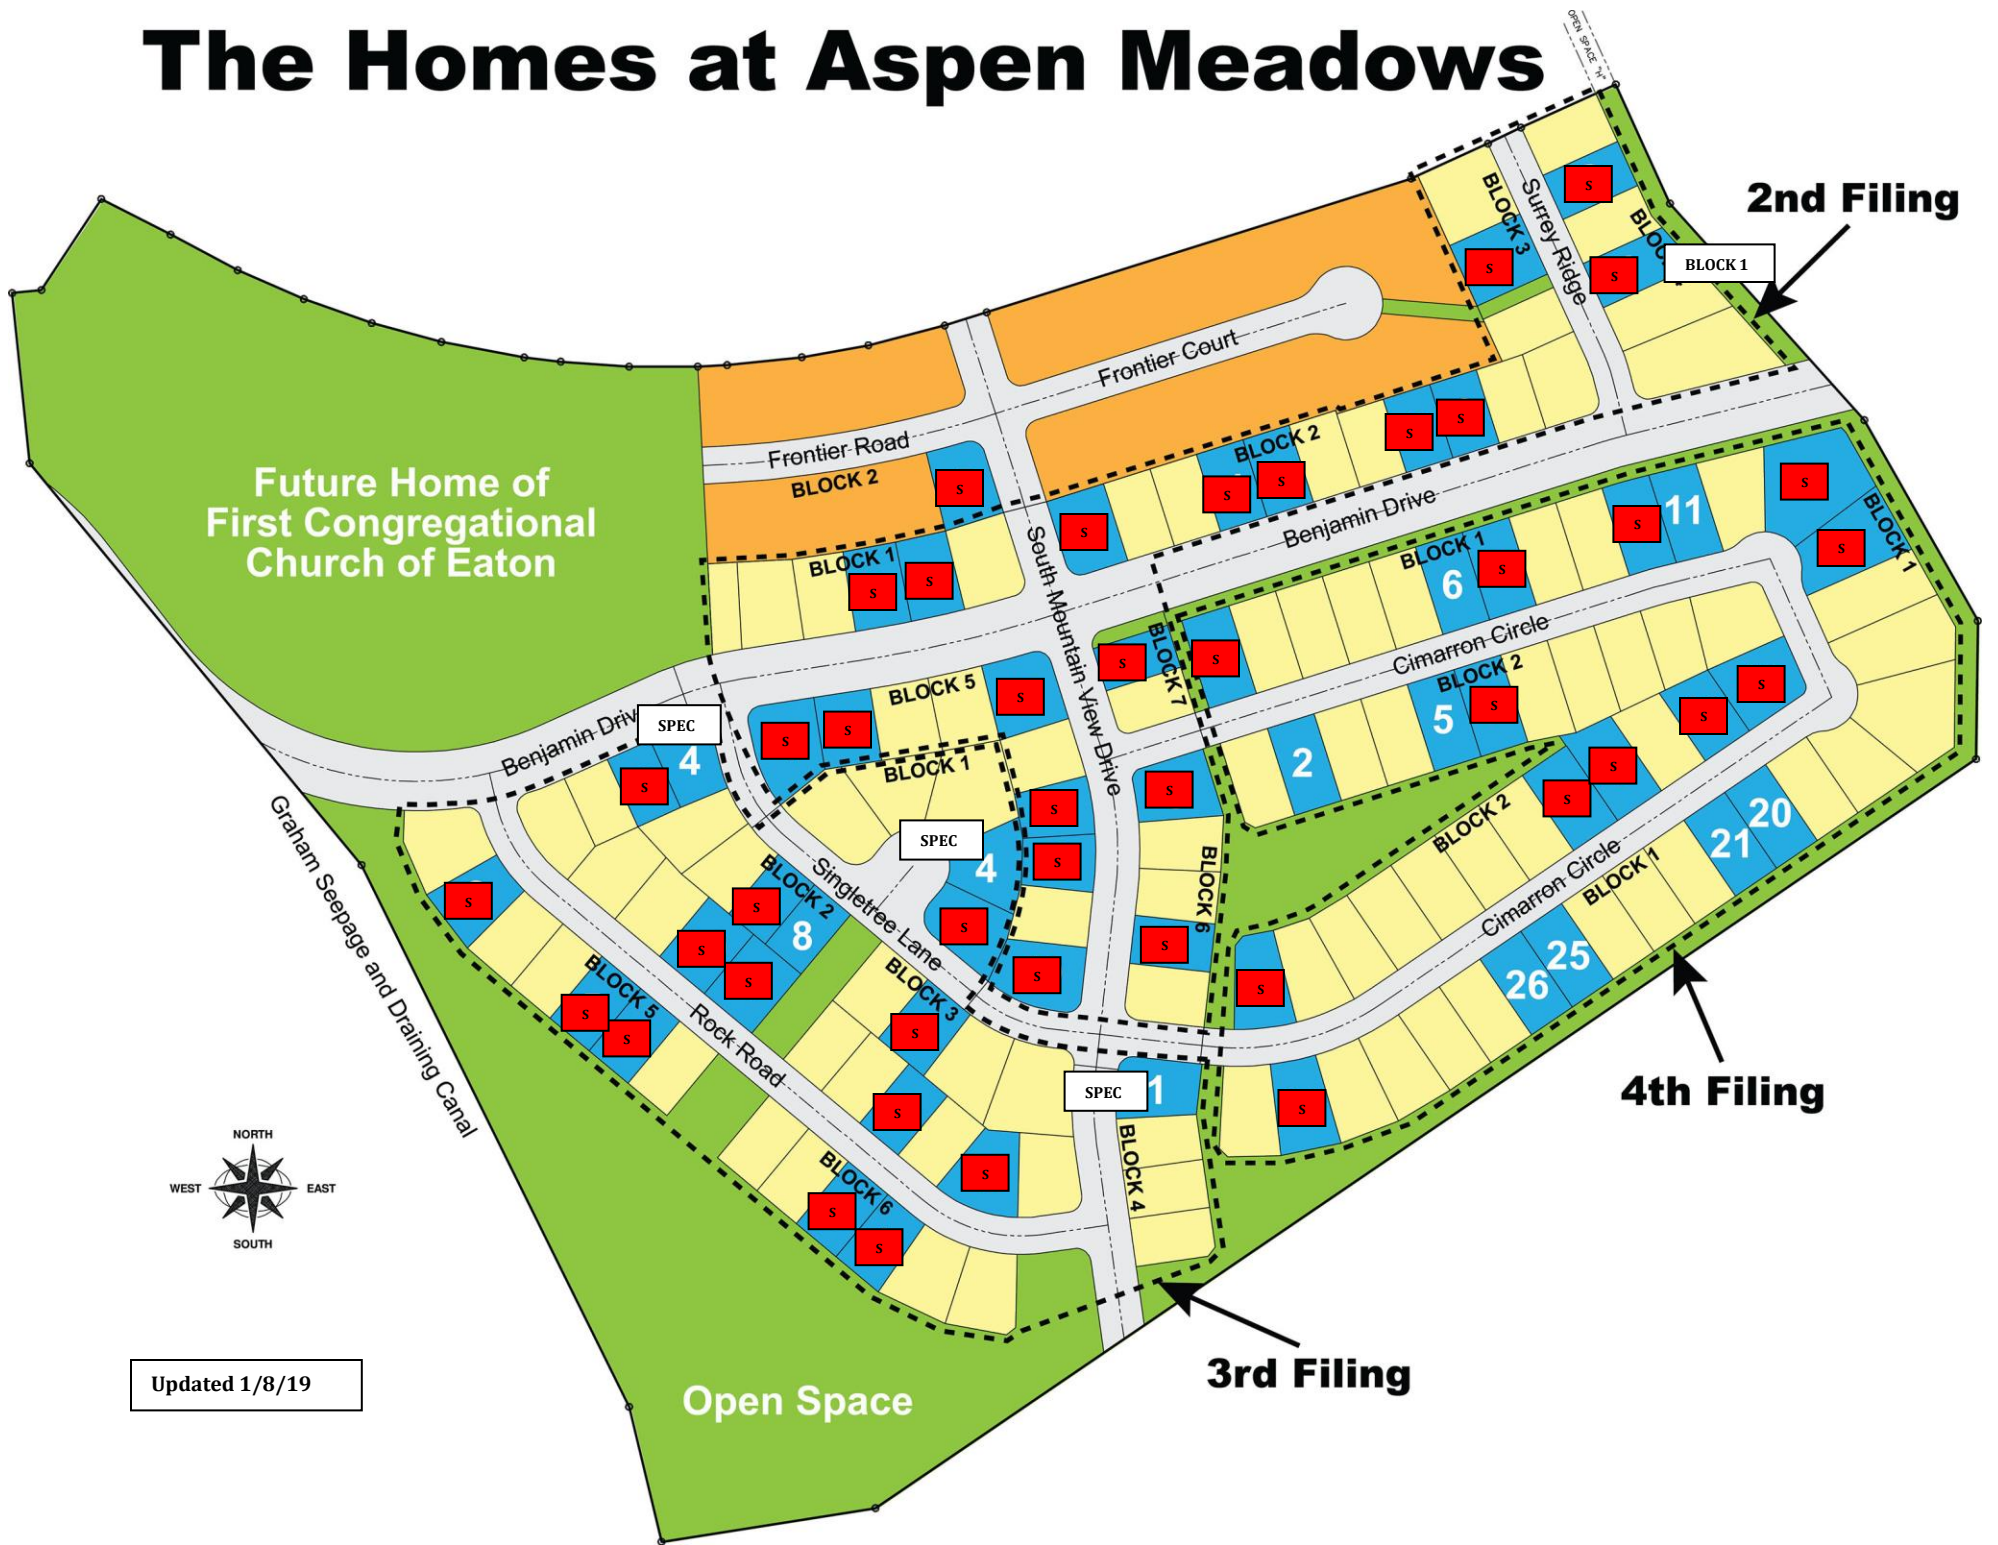 The Homes at Aspen Meadows
OPEN SPACE "H"
2nd Filing
BLOCK 3
Surrey Ridge
S
S
S
BLOCK 1
Future Home of
First Congregational
Church of Eaton
Frontier Court
Frontier Road
BLOCK 2
S
BLOCK 2
S
S
S
S
S
Benjamin Drive
BLOCK 1
S
S
South Mountain View Drive
BLOCK 1
6
S
S
11
S
S
BLOCK 1
Cimarron Circle
BLOCK 7
S
S
BLOCK 2
5
S
2
S
S
S
S
BLOCK 5
S
S
S
Benjamin Driv
SPEC
4
S
BLOCK 1
SPEC
4
S
S
S
S
S
BLOCK 6
S
BLOCK 2
BLOCK 1
Cimarron Circle
20
21
25
26
S
S
Singletree Lane
BLOCK 2
8
S
S
S
S
BLOCK 5
S
S
Rock Road
BLOCK 3
S
S
S
SPEC
1
BLOCK 4
BLOCK 6
S
S
Graham Seepage and Draining Canal
4th Filing
3rd Filing
NORTH
WEST
EAST
SOUTH
Updated 1/8/19
Open Space